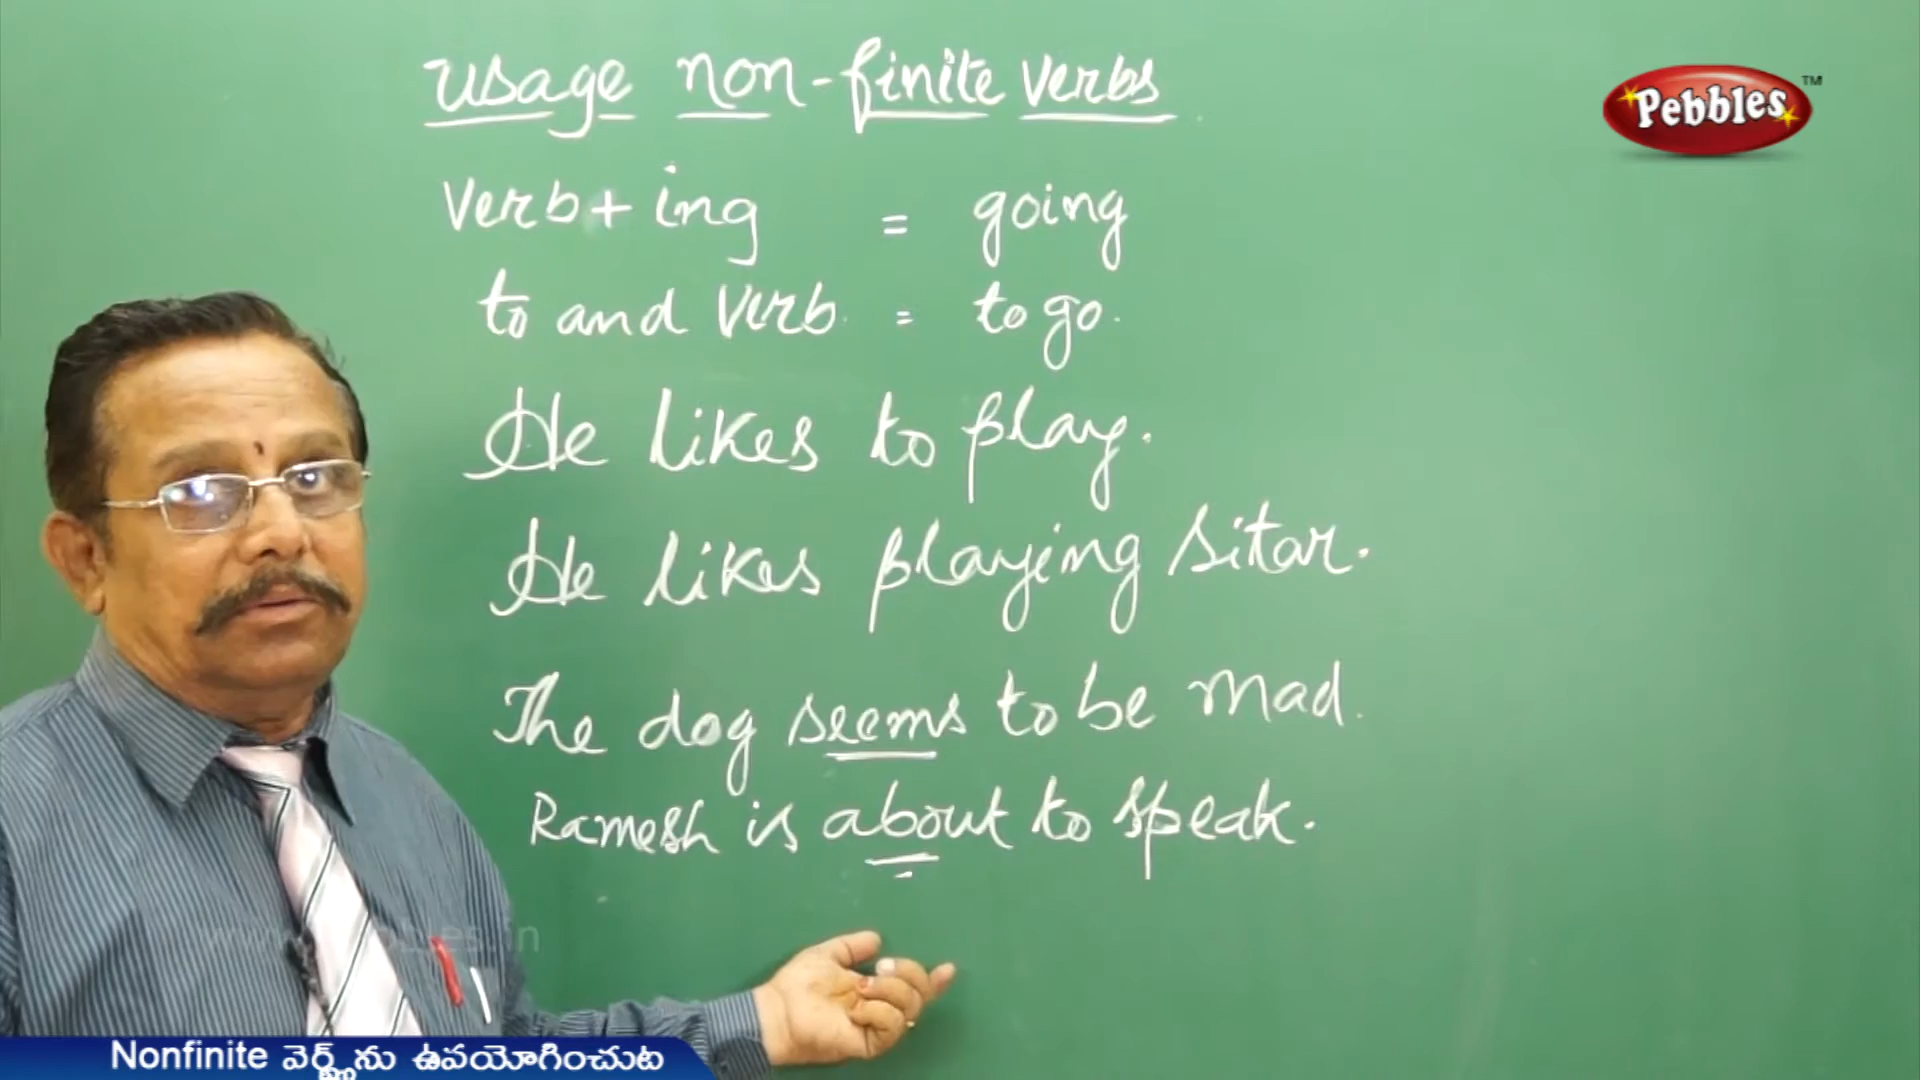 usage non-finite verbs
Pebbles™
Verb+ing = going
to and Verb. = to go.
He likes to play.
He likes playing sitar.
The dog seems to be mad.
Ramesh is about to speak.
Nonfinite వెర్బ్స్‌ను ఉపయోగించుట